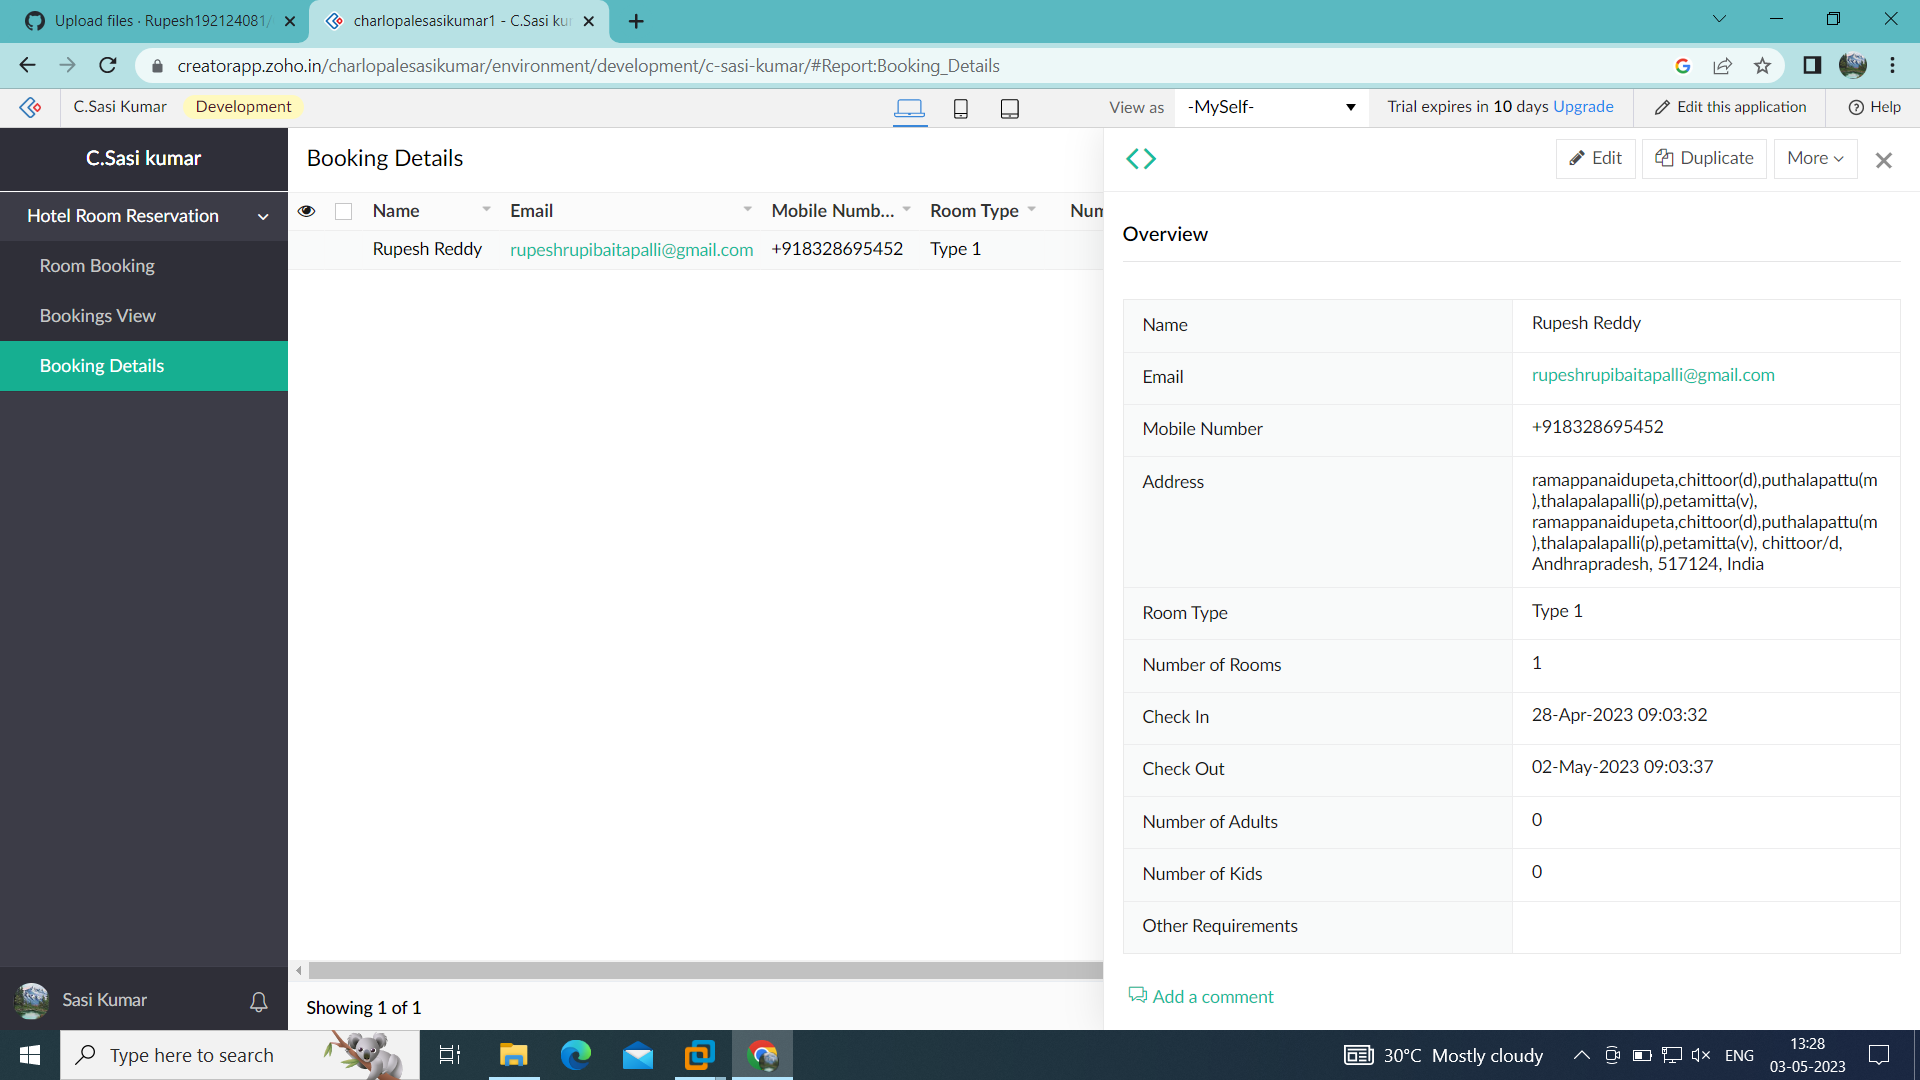 Upload files · Rupesh192124081/
charlopalesasikumar1 - C.Sasi kur
creatorapp.zoho.in/charlopalesasikumar/environment/development/c-sasi-kumar/#Report:Booking_Details
C.Sasi Kumar
Development
View as
-MySelf-
Trial expires in 10 days Upgrade
Edit this application
Help
C.Sasi kumar
Hotel Room Reservation
Room Booking
Bookings View
Booking Details
Sasi Kumar
Booking Details
Name Email Mobile Numb... Room Type Num
Rupesh Reddy rupeshrupibaitapalli@gmail.com +918328695452 Type 1
Showing 1 of 1
Edit
Duplicate
More
Overview
Name Rupesh Reddy
Email rupeshrupibaitapalli@gmail.com
Mobile Number +918328695452
Address ramappanaidupeta,chittoor(d),puthalapattu(m
),thalapalapalli(p),petamitta(v),
ramappanaidupeta,chittoor(d),puthalapattu(m
),thalapalapalli(p),petamitta(v), chittoor/d,
Andhrapradesh, 517124, India
Room Type Type 1
Number of Rooms 1
Check In 28-Apr-2023 09:03:32
Check Out 02-May-2023 09:03:37
Number of Adults 0
Number of Kids 0
Other Requirements
Add a comment
Type here to search
30°C Mostly cloudy
ENG
13:28
03-05-2023